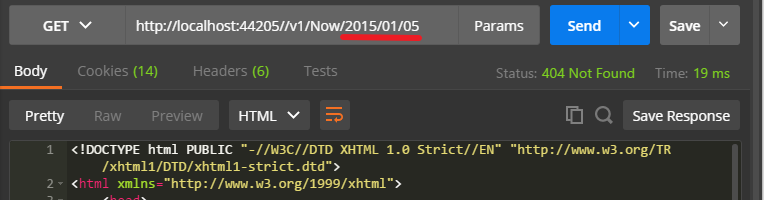 GET http://localhost:44205//v1/Now/2015/01/05 Params Send Save
Body Cookies (14) Headers (6) Tests Status: 404 Not Found Time: 19 ms
Pretty Raw Preview HTML Save Response
1 <!DOCTYPE html PUBLIC "-//W3C//DTD XHTML 1.0 Strict//EN" "http://www.w3.org/TR
/xhtml1/DTD/xhtml1-strict.dtd">
2 <html xmlns="http://www.w3.org/1999/xhtml">
3 <head>